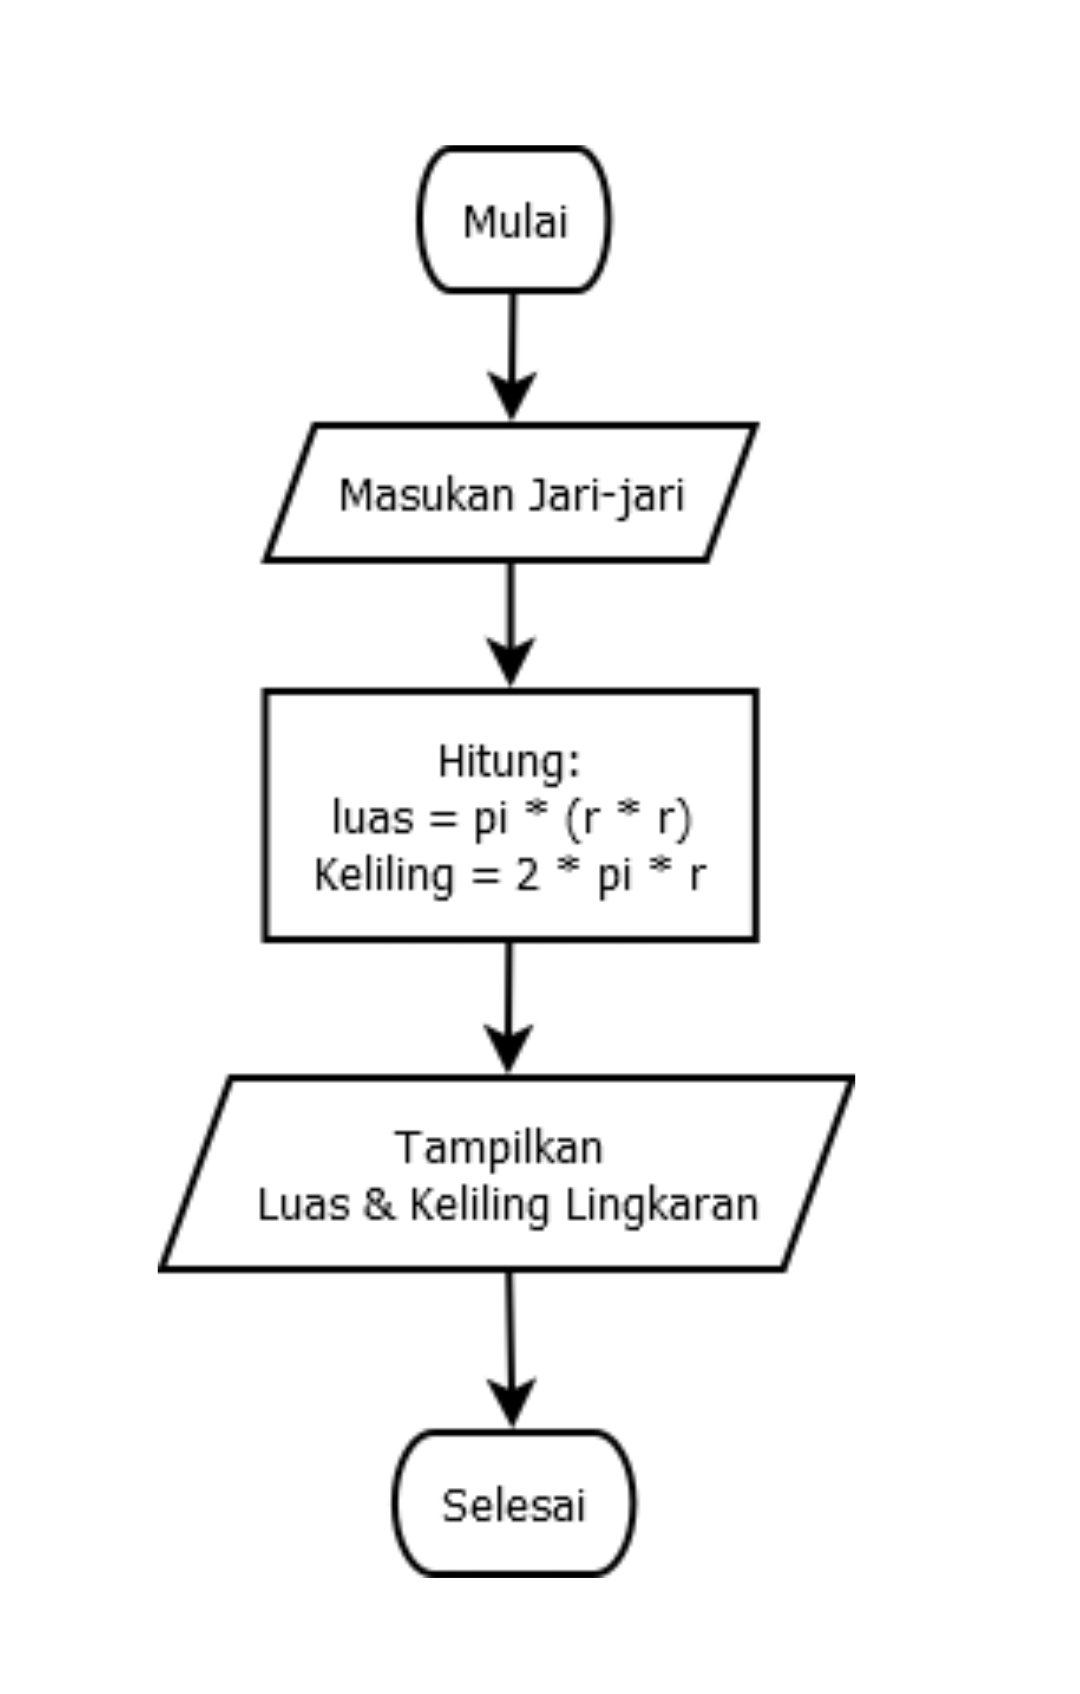 Mulai
Masukan Jari-jari
Hitung:
luas = pi * (r * r)
Keliling = 2 * pi * r
Tampilkan
Luas & Keliling Lingkaran
Selesai